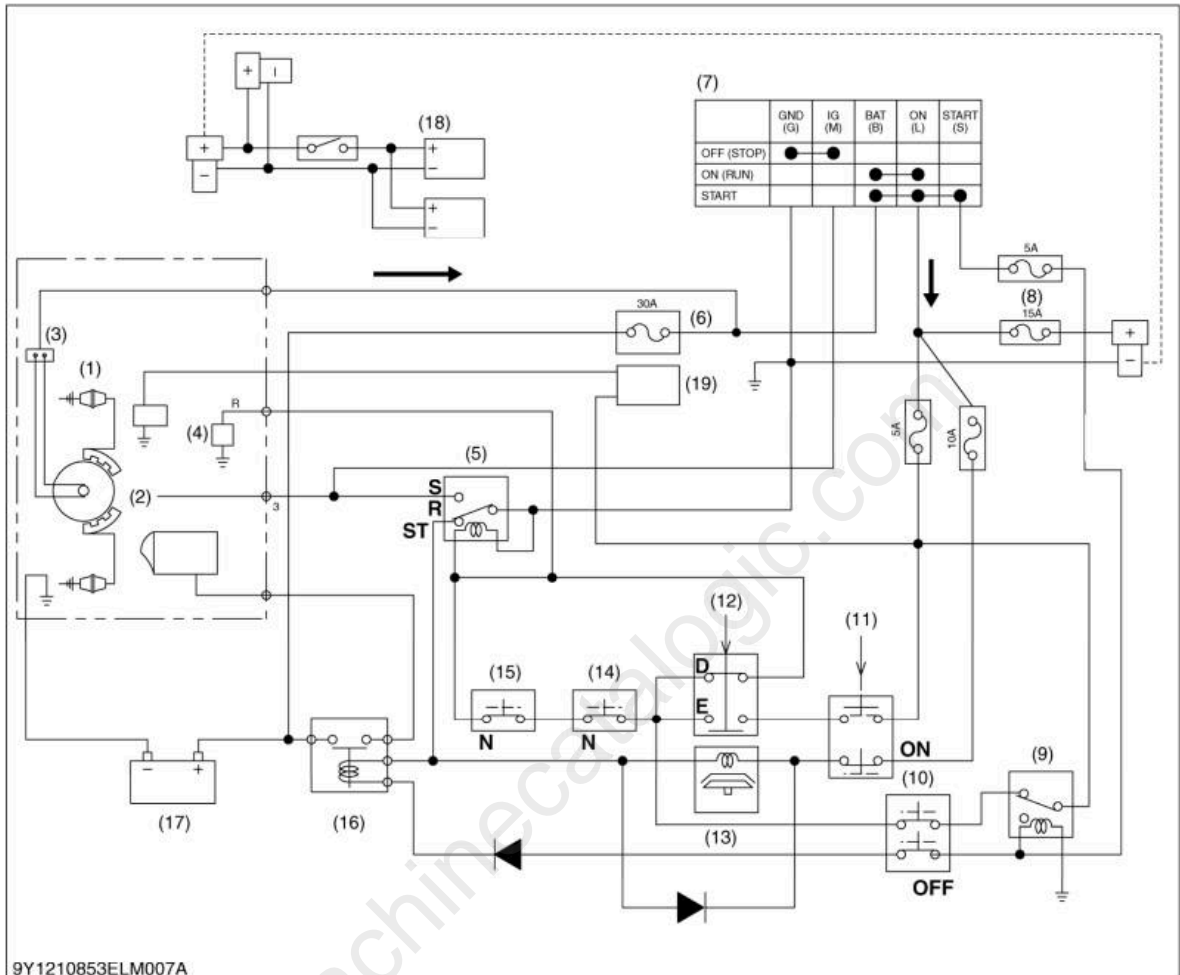 + I
(18)
+ −
+ −
+ −
(7)
GND (G) IG (M) BAT (B) ON (L) START (S)
OFF (STOP)
ON (RUN)
START
5A
(8)
15A
+ −
30A
(6)
(3)
(1)
R
(4)
(19)
5A
10A
(2)
3
(5)
S
R
ST
(12)
(11)
D
E
(15)
(14)
N
N
ON
(10)
(9)
OFF
(13)
− +
(17)
(16)
machinecatalogic.com
9Y1210853ELM007A